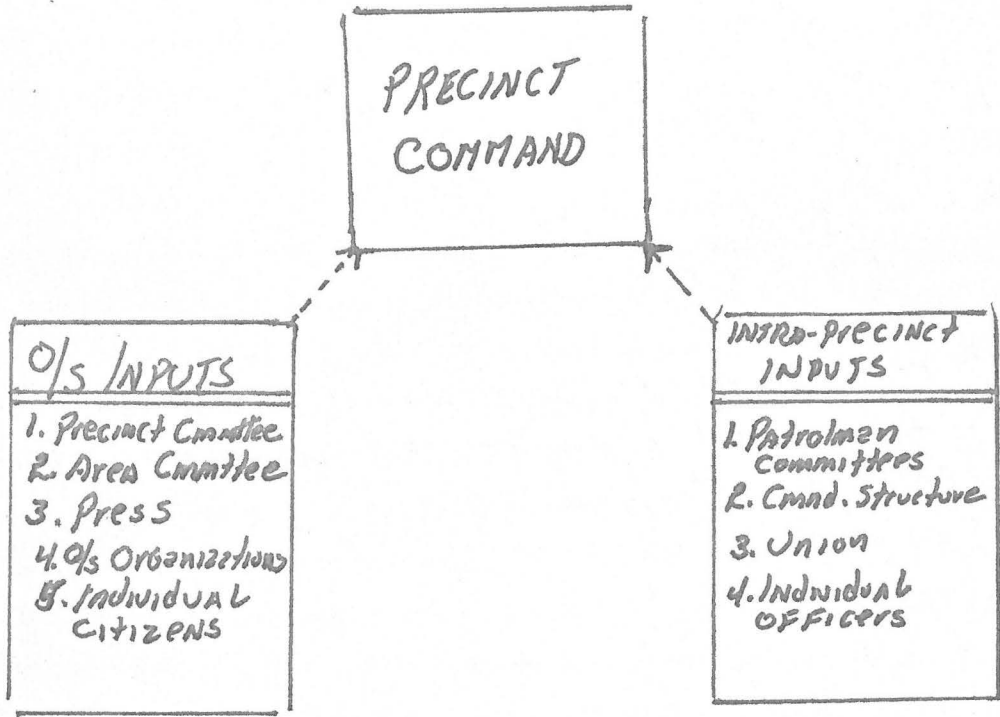 PRECINCT
COMMAND
O/S INPUTS
1. Precinct Cmmttee
2. Area Cmmttee
3. Press
4. O/s Organizations
5. Individual
Citizens
INTRA-Precinct
INPUTS
1. Patrolman
Committees
2. Cmnd. Structure
3. Union
4. Individual
Officers